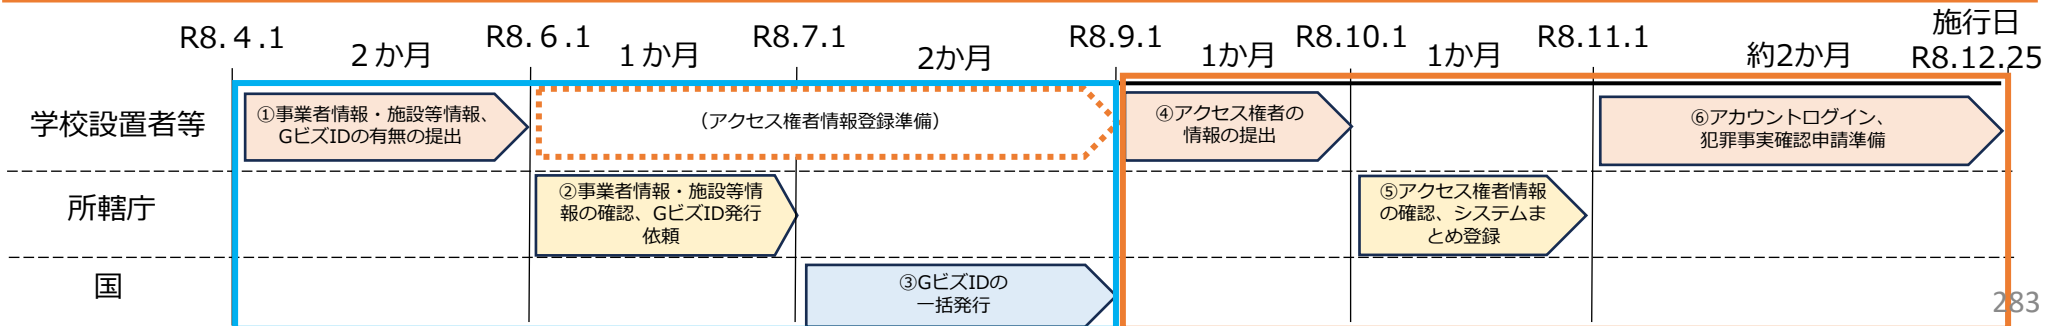 R8.４.1
２か月
R8.６.1
１か月
R8.7.1
2か月
R8.9.1
1か月
R8.10.1
1か月
R8.11.1
約2か月
施行日
R8.12.25
学校設置者等
①事業者情報・施設等情報、
GビズIDの有無の提出
（アクセス権者情報登録準備）
④アクセス権者の
情報の提出
⑥アカウントログイン、
犯罪事実確認申請準備
所轄庁
②事業者情報・施設等情
報の確認、GビズID発行
依頼
⑤アクセス権者情報
の確認、システムま
とめ登録
国
③GビズIDの
一括発行
283